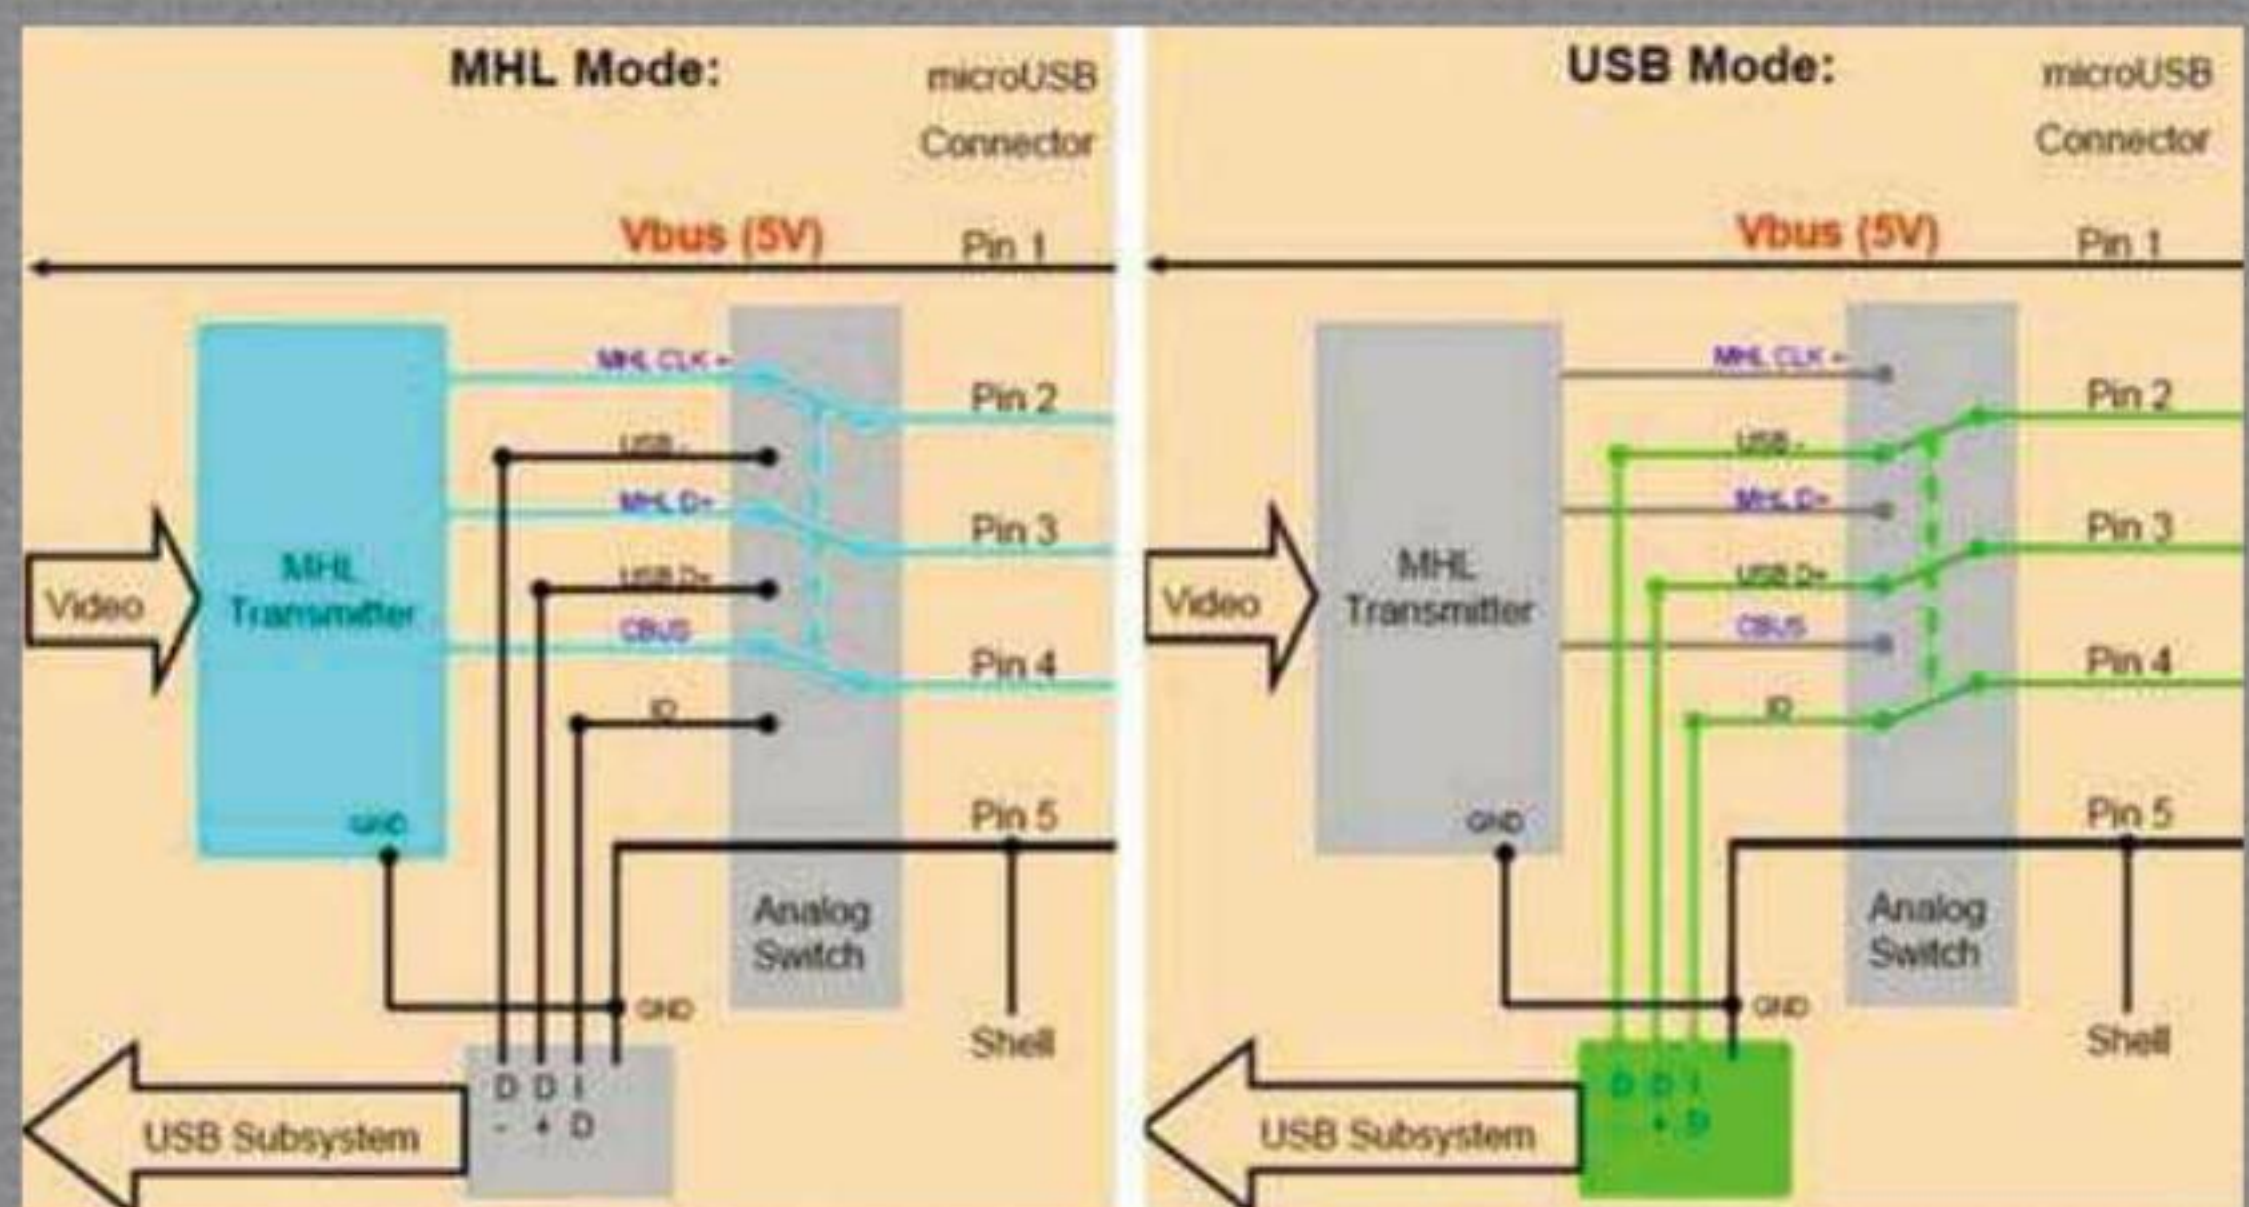 MHL Mode:
microUSB
Connector
Vbus (5V)
Pin 1
MHL CLK +
Pin 2
USB -
MHL D+
Pin 3
USB D+
CBUS
Pin 4
ID
MHL
Transmitter
Video
GND
Pin 5
Analog
Switch
GND
Shell
D D I
- + D
USB Subsystem
USB Mode:
microUSB
Connector
Vbus (5V)
Pin 1
MHL CLK +
Pin 2
USB -
MHL D+
Pin 3
USB D+
CBUS
Pin 4
ID
MHL
Transmitter
Video
GND
Pin 5
Analog
Switch
GND
Shell
D D I
+ D
USB Subsystem